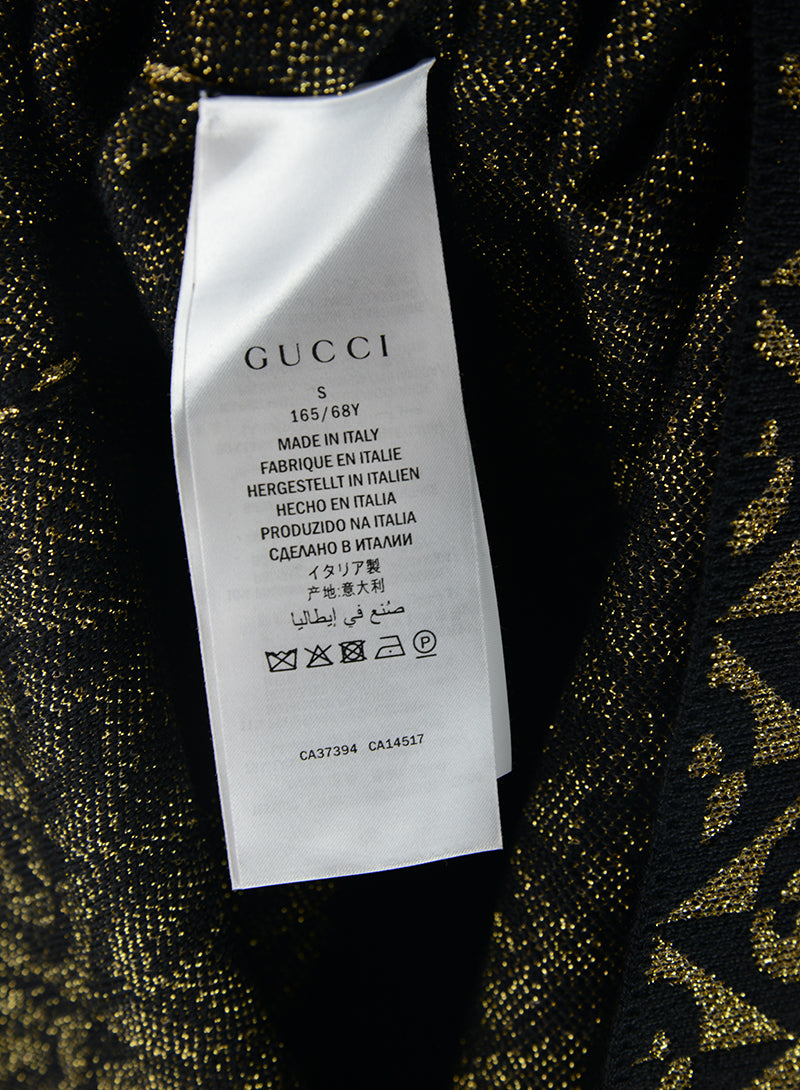 GUCCI
S
165/68Y
MADE IN ITALY
FABRIQUE EN ITALIE
HERGESTELLT IN ITALIEN
HECHO EN ITALIA
PRODUZIDO NA ITALIA
СДЕЛАНО В ИТАЛИИ
イタリア製
产地:意大利
صُنع في إيطاليا
P
CA37394 CA14517